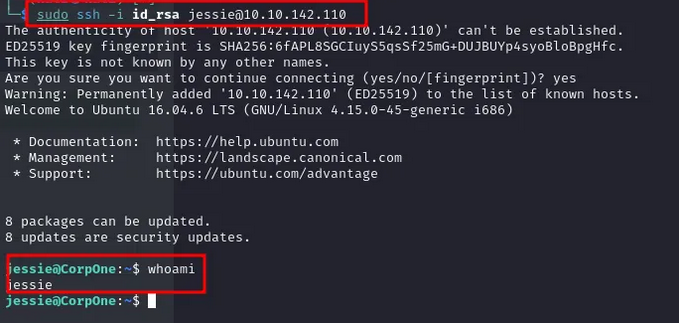 sudo ssh -i id_rsa jessie@10.10.142.110
The authenticity of host '10.10.142.110 (10.10.142.110)' can't be established.
ED25519 key fingerprint is SHA256:6fAPL8SGCIuyS5qsSf25mG+DUJBUYp4syoBloBpgHfc.
This key is not known by any other names.
Are you sure you want to continue connecting (yes/no/[fingerprint])? yes
Warning: Permanently added '10.10.142.110' (ED25519) to the list of known hosts.
Welcome to Ubuntu 16.04.6 LTS (GNU/Linux 4.15.0-45-generic i686)
* Documentation: https://help.ubuntu.com
* Management: https://landscape.canonical.com
* Support: https://ubuntu.com/advantage
8 packages can be updated.
8 updates are security updates.
jessie@CorpOne:~$ whoami
jessie
jessie@CorpOne:~$